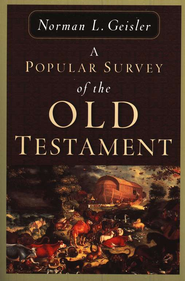 Norman L. Geisler
A
POPULAR SURVEY
of the
OLD
TESTAMENT